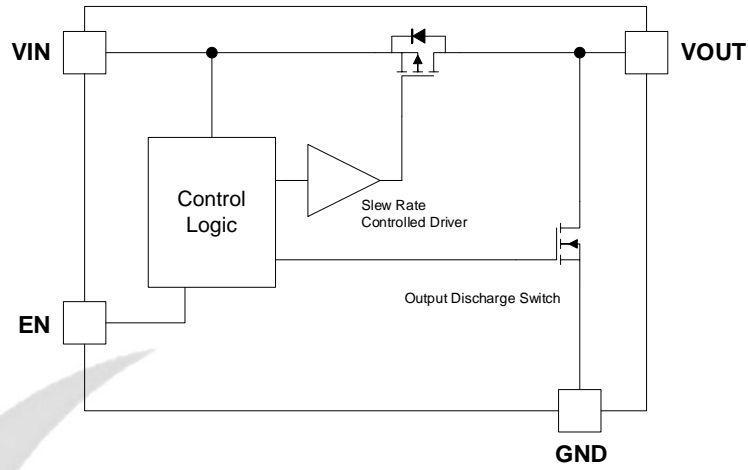 VIN
VOUT
Control
Logic
Slew Rate
Controlled Driver
Output Discharge Switch
EN
GND